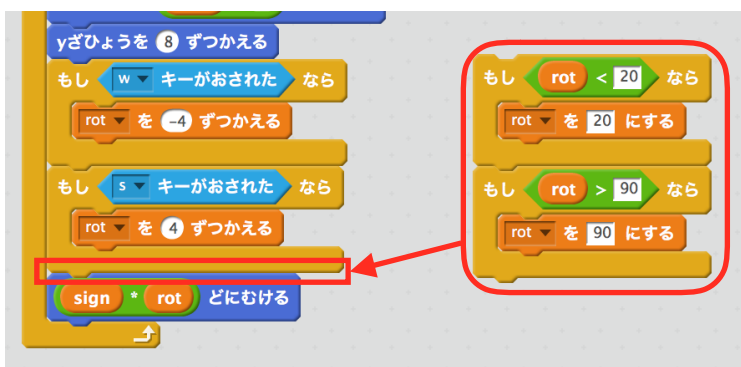 rot
yざひょうを 8 ずつかえる
もし w キーがおされた なら
rot を -4 ずつかえる
もし s キーがおされた なら
rot を 4 ずつかえる
sign * rot どにむける
もし rot < 20 なら
rot を 20 にする
もし rot > 90 なら
rot を 90 にする